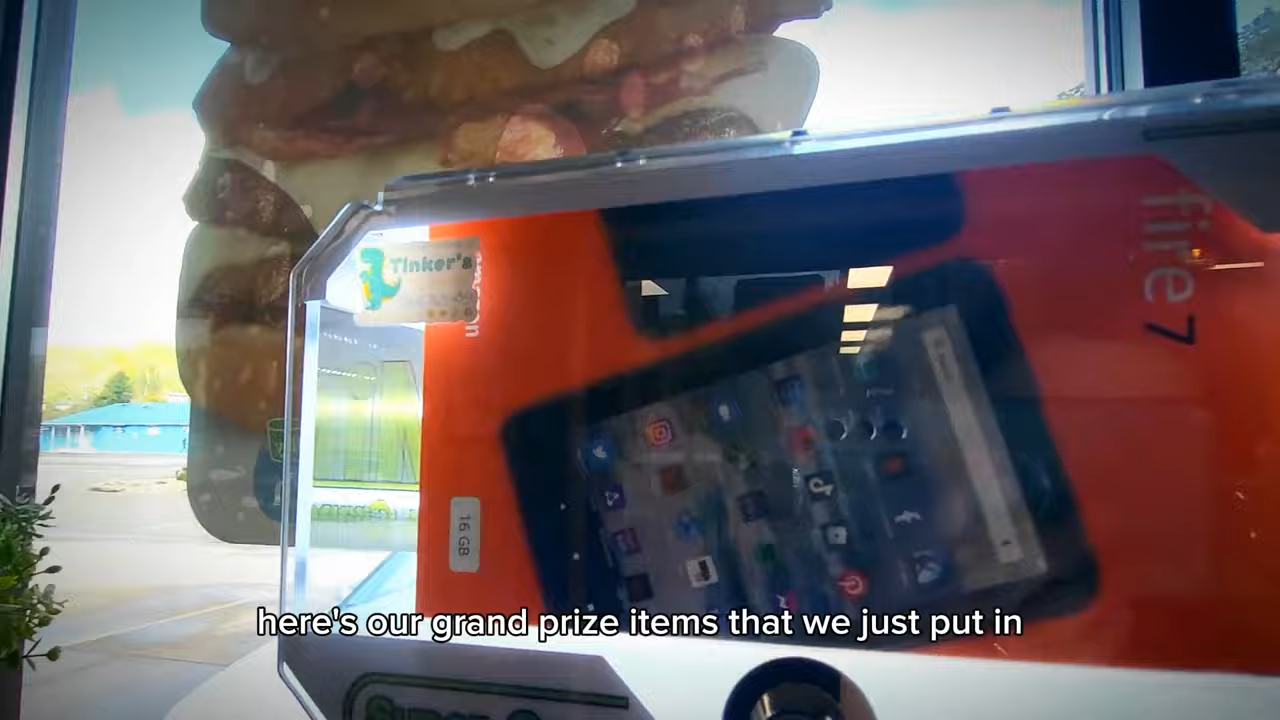 Tinker's
fire 7
16 GB
here's our grand prize items that we just put in